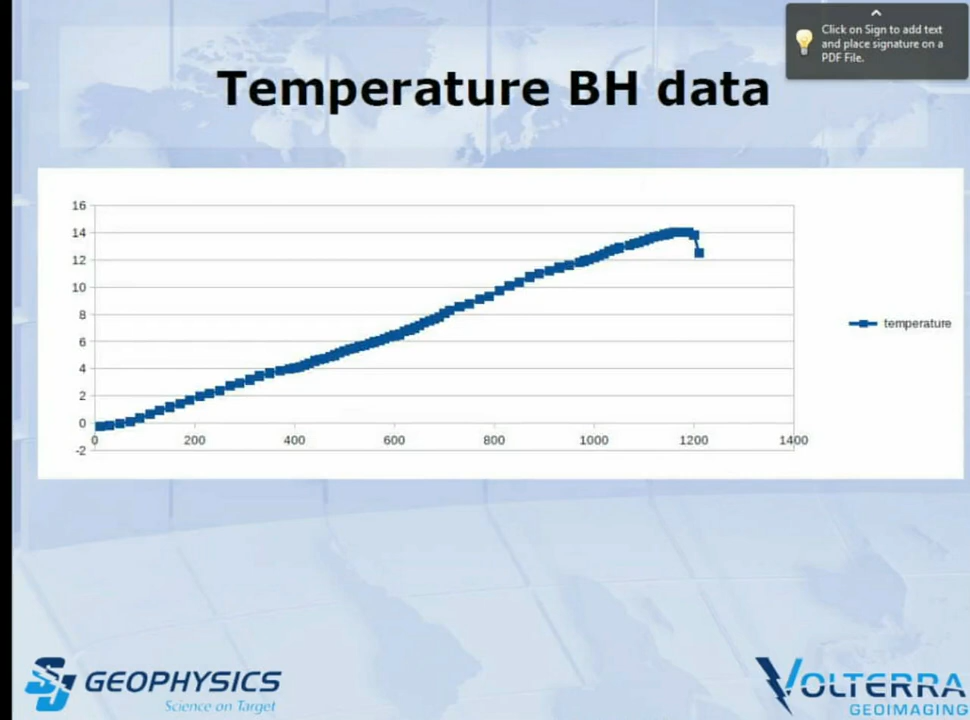 Click on Sign to add text
and place signature on a
PDF File.
Temperature BH data
16
14
12
10
8
6
4
2
0
-2
0 200 400 600 800 1000 1200 1400
temperature
SJ GEOPHYSICS
Science on Target
VOLTERRA
GEOIMAGING